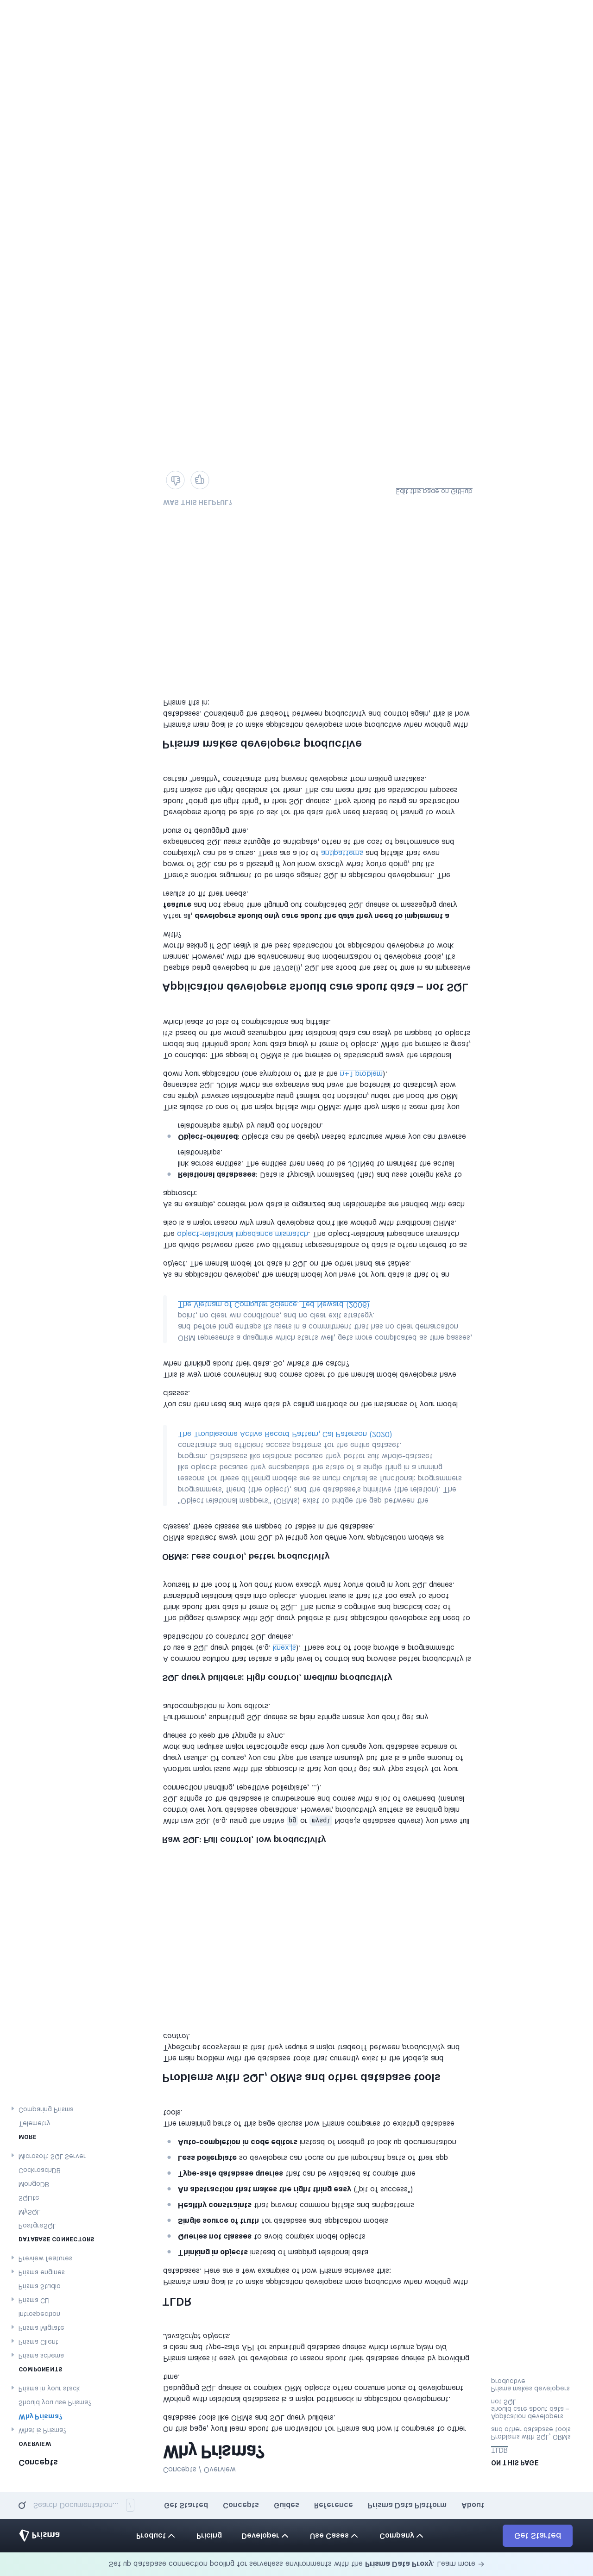 Set up database connection pooling for serverless environments with the Prisma Data Proxy. Learn more →
Prisma
Product
Pricing
Developer
Use Cases
Company
Get Started
Search Documentation... /
Get Started
Concepts
Guides
Reference
Prisma Data Platform
About
Concepts
OVERVIEW
What is Prisma?
Why Prisma?
Should you use Prisma?
Prisma in your stack
COMPONENTS
Prisma schema
Prisma Client
Prisma Migrate
Introspection
Prisma CLI
Prisma Studio
Prisma engines
Preview features
DATABASE CONNECTORS
PostgreSQL
MySQL
SQLite
MongoDB
CockroachDB
Microsoft SQL Server
MORE
Telemetry
Comparing Prisma
Concepts / Overview
Why Prisma?
On this page, you'll learn about the motivation for Prisma and how it compares to other
database tools like ORMs and SQL query builders.
Working with relational databases is a major bottleneck in application development.
Debugging SQL queries or complex ORM objects often consume hours of development
time.
Prisma makes it easy for developers to reason about their database queries by providing
a clean and type-safe API for submitting database queries which returns plain old
JavaScript objects.
TLDR
Prisma's main goal is to make application developers more productive when working with
databases. Here are a few examples of how Prisma achieves this:
Thinking in objects instead of mapping relational data
Queries not classes to avoid complex model objects
Single source of truth for database and application models
Healthy constraints that prevent common pitfalls and antipatterns
An abstraction that makes the right thing easy ("pit of success")
Type-safe database queries that can be validated at compile time
Less boilerplate so developers can focus on the important parts of their app
Auto-completion in code editors instead of needing to look up documentation
The remaining parts of this page discuss how Prisma compares to existing database
tools.
Problems with SQL, ORMs and other database tools
The main problem with the database tools that currently exist in the Node.js and
TypeScript ecosystem is that they require a major tradeoff between productivity and
control.
Raw SQL: Full control, low productivity
With raw SQL (e.g. using the native pg or mysql Node.js database drivers) you have full
control over your database operations. However, productivity suffers as sending plain
SQL strings to the database is cumbersome and comes with a lot of overhead (manual
connection handling, repetitive boilerplate, ...).
Another major issue with this approach is that you don't get any type safety for your
query results. Of course, you can type the results manually but this is a huge amount of
work and requires major refactorings each time you change your database schema or
queries to keep the typings in sync.
Furthermore, submitting SQL queries as plain strings means you don't get any
autocompletion in your editors.
SQL query builders: High control, medium productivity
A common solution that retains a high level of control and provides better productivity is
to use a SQL query builder (e.g. knex.js). These sort of tools provide a programmatic
abstraction to construct SQL queries.
The biggest drawback with SQL query builders is that application developers still need to
think about their data in terms of SQL. This incurs a cognitive and practical cost of
translating relational data into objects. Another issue is that it's too easy to shoot
yourself in the foot if you don't know exactly what you're doing in your SQL queries.
ORMs: Less control, better productivity
ORMs abstract away from SQL by letting you define your application models as
classes, these classes are mapped to tables in the database.
"Object relational mappers" (ORMs) exist to bridge the gap between the
programmers' friend (the object), and the database's primitive (the relation). The
reasons for these differing models are as much cultural as functional: programmers
like objects because they encapsulate the state of a single thing in a running
program. Databases like relations because they better suit whole-dataset
constraints and efficient access patterns for the entire dataset.
The Troublesome Active Record Pattern, Cal Paterson (2020)
You can then read and write data by calling methods on the instances of your model
classes.
This is way more convenient and comes closer to the mental model developers have
when thinking about their data. So, what's the catch?
ORM represents a quagmire which starts well, gets more complicated as time passes,
and before long entraps its users in a commitment that has no clear demarcation
point, no clear win conditions, and no clear exit strategy.
The Vietnam of Computer Science, Ted Neward (2006)
As an application developer, the mental model you have for your data is that of an
object. The mental model for data in SQL on the other hand are tables.
The divide between these two different representations of data is often referred to as
the object-relational impedance mismatch. The object-relational impedance mismatch
also is a major reason why many developers don't like working with traditional ORMs.
As an example, consider how data is organized and relationships are handled with each
approach:
Relational databases: Data is typically normalized (flat) and uses foreign keys to
link across entities. The entities then need to be JOINed to manifest the actual
relationships.
Object-oriented: Objects can be deeply nested structures where you can traverse
relationships simply by using dot notation.
This alludes to one of the major pitfalls with ORMs: While they make it seem that you
can simply traverse relationships using familiar dot notation, under the hood the ORM
generates SQL JOINs which are expensive and have the potential to drastically slow
down your application (one symptom of this is the n+1 problem).
To conclude: The appeal of ORMs is the premise of abstracting away the relational
model and thinking about your data purely in terms of objects. While the premise is great,
it's based on the wrong assumption that relational data can easily be mapped to objects
which leads to lots of complications and pitfalls.
Application developers should care about data – not SQL
Despite being developed in the 1970s(!), SQL has stood the test of time in an impressive
manner. However, with the advancement and modernization of developers tools, it's
worth asking if SQL really is the best abstraction for application developers to work
with?
After all, developers should only care about the data they need to implement a
feature and not spend time figuring out complicated SQL queries or massaging query
results to fit their needs.
There's another argument to be made against SQL in application development. The
power of SQL can be a blessing if you know exactly what you're doing, but its
complexity can be a curse. There are a lot of antipatterns and pitfalls that even
experienced SQL users struggle to anticipate, often at the cost of performance and
hours of debugging time.
Developers should be able to ask for the data they need instead of having to worry
about "doing the right thing" in their SQL queries. They should be using an abstraction
that makes the right decisions for them. This can mean that the abstraction imposes
certain "healthy" constraints that prevent developers from making mistakes.
Prisma makes developers productive
Prisma's main goal is to make application developers more productive when working with
databases. Considering the tradeoff between productivity and control again, this is how
Prisma fits in:
WAS THIS HELPFUL?
Edit this page on GitHub
ON THIS PAGE
TLDR
Problems with SQL, ORMs
and other database tools
Application developers
should care about data –
not SQL
Prisma makes developers
productive